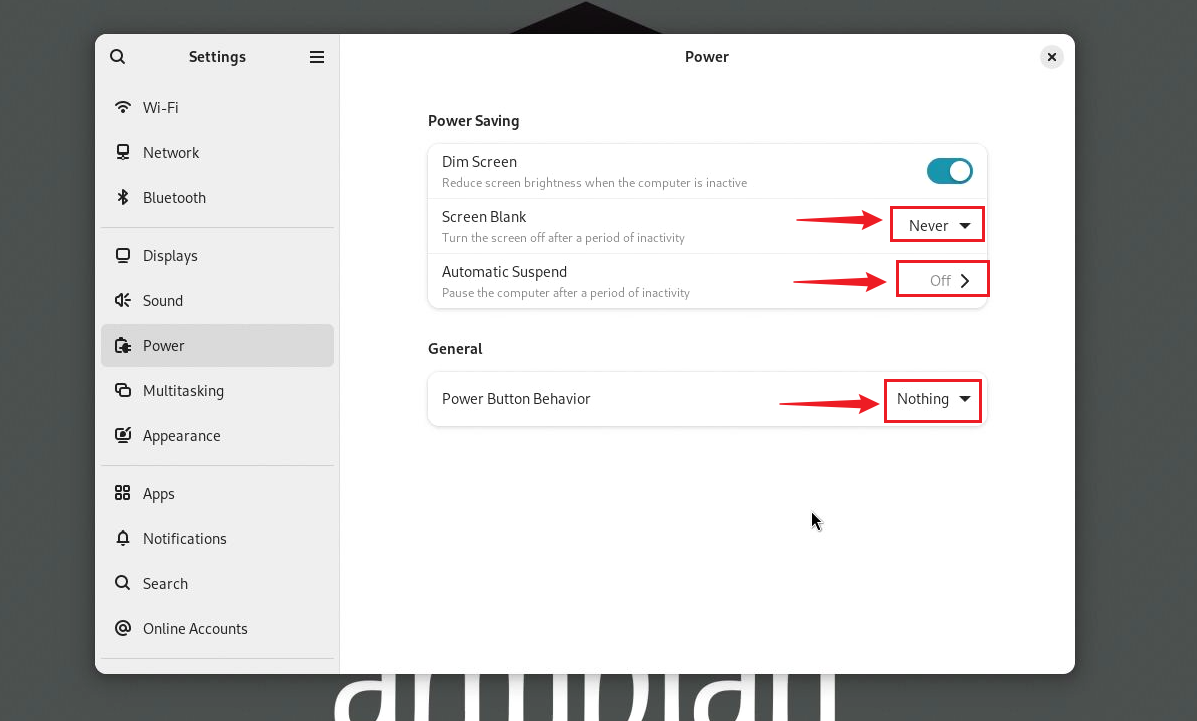 Settings
Power
Wi-Fi
Network
Bluetooth
Displays
Sound
Power
Multitasking
Appearance
Apps
Notifications
Search
Online Accounts
Power Saving
Dim Screen
Reduce screen brightness when the computer is inactive
Screen Blank
Turn the screen off after a period of inactivity
Never
Automatic Suspend
Pause the computer after a period of inactivity
Off
General
Power Button Behavior
Nothing
armbian